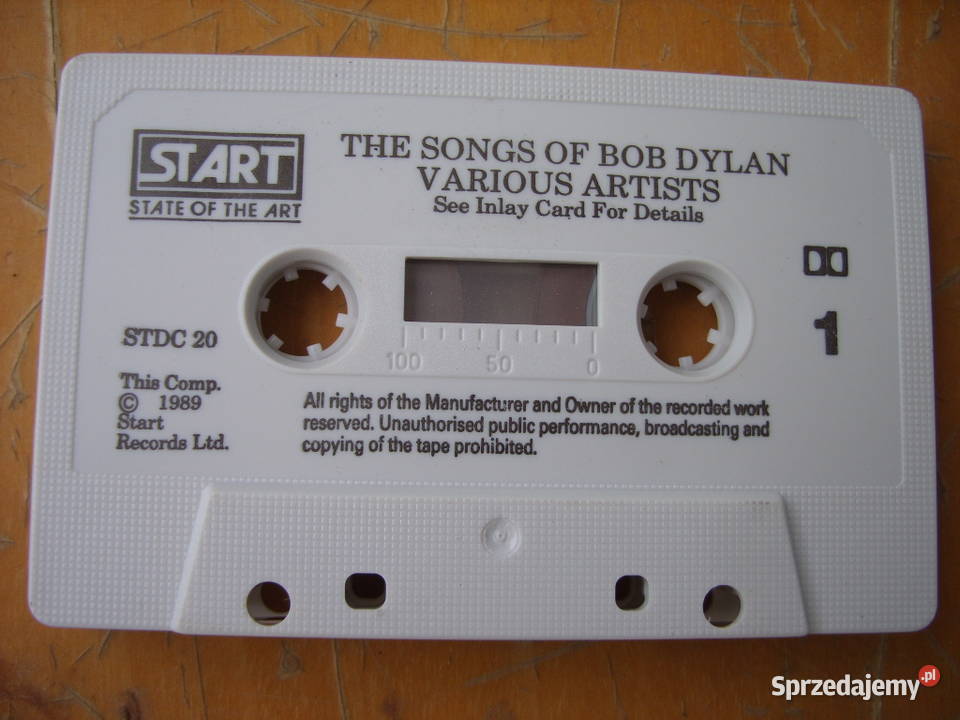 START
STATE OF THE ART
THE SONGS OF BOB DYLAN
VARIOUS ARTISTS
See Inlay Card For Details
1
STDC 20
100 50 0
This Comp.
© 1989
Start
Records Ltd.
All rights of the Manufacturer and Owner of the recorded work
reserved. Unauthorised public performance, broadcasting and
copying of the tape prohibited.
Sprzedajemy.pl